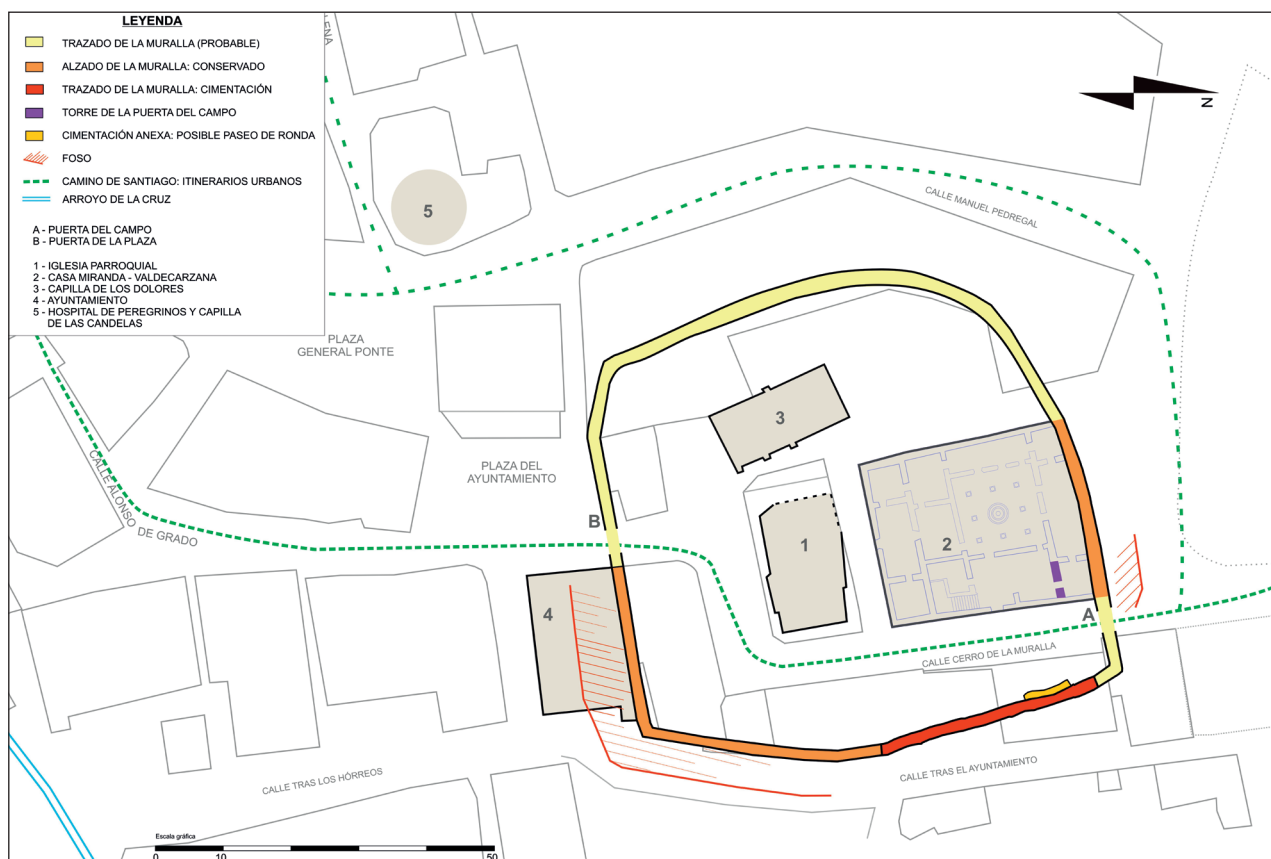 LEYENDA
TRAZADO DE LA MURALLA (PROBABLE)
ALZADO DE LA MURALLA: CONSERVADO
TRAZADO DE LA MURALLA: CIMENTACIÓN
TORRE DE LA PUERTA DEL CAMPO
CIMENTACIÓN ANEXA: POSIBLE PASEO DE RONDA
FOSO
CAMINO DE SANTIAGO: ITINERARIOS URBANOS
ARROYO DE LA CRUZ
A - PUERTA DEL CAMPO
B - PUERTA DE LA PLAZA
1 - IGLESIA PARROQUIAL
2 - CASA MIRANDA - VALDECARZANA
3 - CAPILLA DE LOS DOLORES
4 - AYUNTAMIENTO
5 - HOSPITAL DE PEREGRINOS Y CAPILLA
DE LAS CANDELAS
N
5
CALLE MANUEL PEDREGAL
PLAZA
GENERAL PONTE
3
PLAZA DEL
AYUNTAMIENTO
CALLE ALONSO
DE GRADO
B
1
2
4
A
CALLE CERRO DE LA MURALLA
CALLE TRAS EL AYUNTAMIENTO
CALLE TRAS LOS HÓRREOS
Escala gráfica
0 10 50